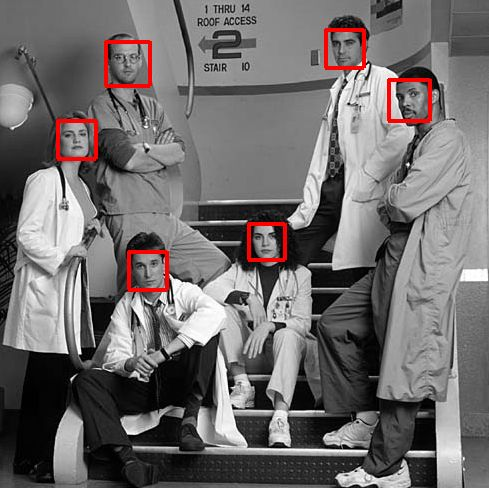 1 THRU 14
ROOF ACCESS
2
STAIR 10